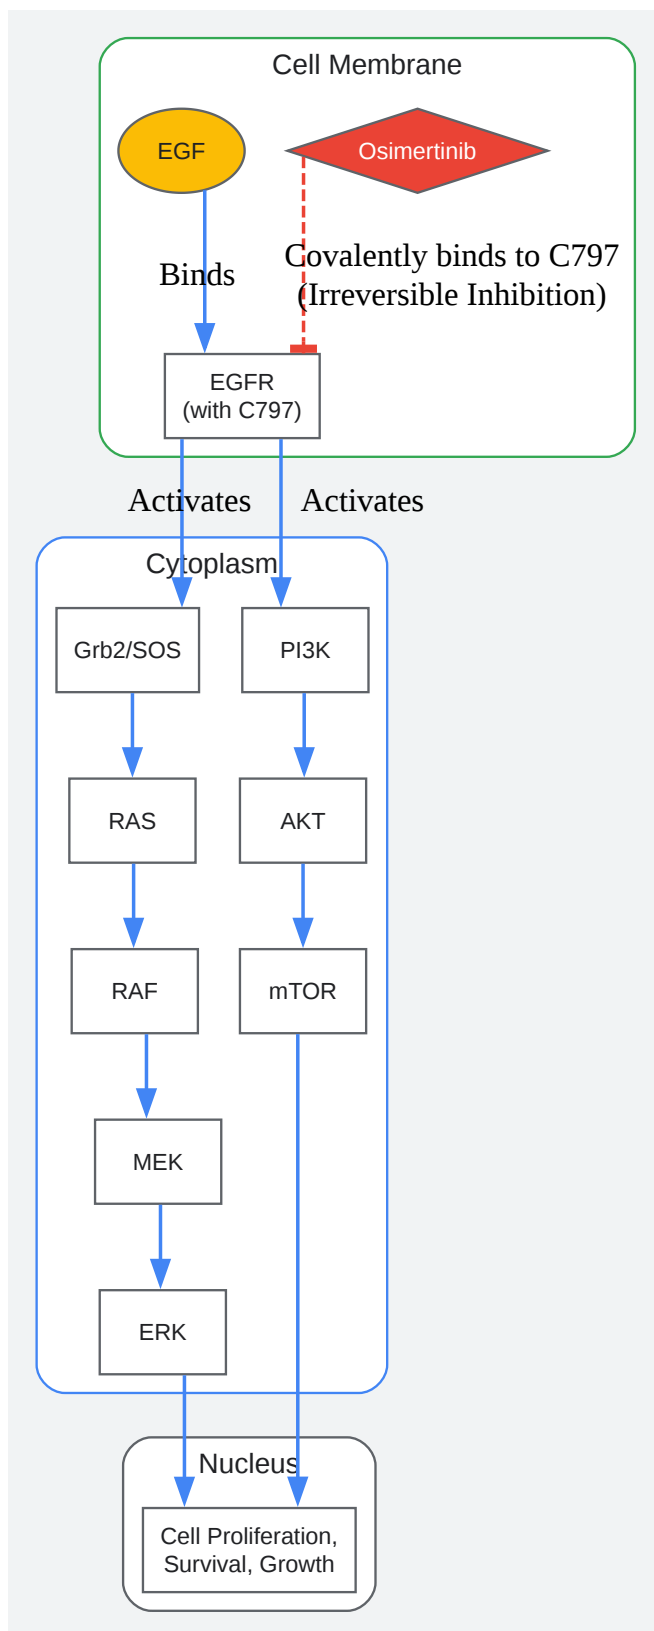 Cell Membrane
EGF
Osimertinib
Binds
Covalently binds to C797
(Irreversible Inhibition)
EGFR
(with C797)
Activates
Activates
Cytoplasm
Grb2/SOS
PI3K
RAS
AKT
RAF
mTOR
MEK
ERK
Nucleus
Cell Proliferation,
Survival, Growth